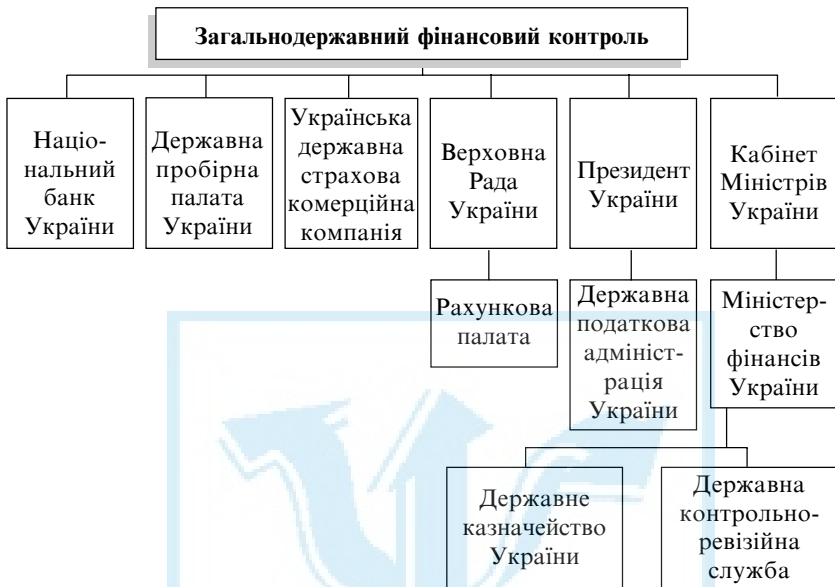 Загальнодержавний фінансовий контроль
Націо-
нальний
банк
України
Державна
пробірна
палата
України
Українська
державна
страхова
комерційна
компанія
Верховна
Рада
України
Президент
України
Кабінет
Міністрів
України
Рахункова
палата
Державна
податкова
адмініст-
рація
України
Міністер-
ство
фінансів
України
Державне
казначейство
України
Державна
контрольно-
ревізійна
служба